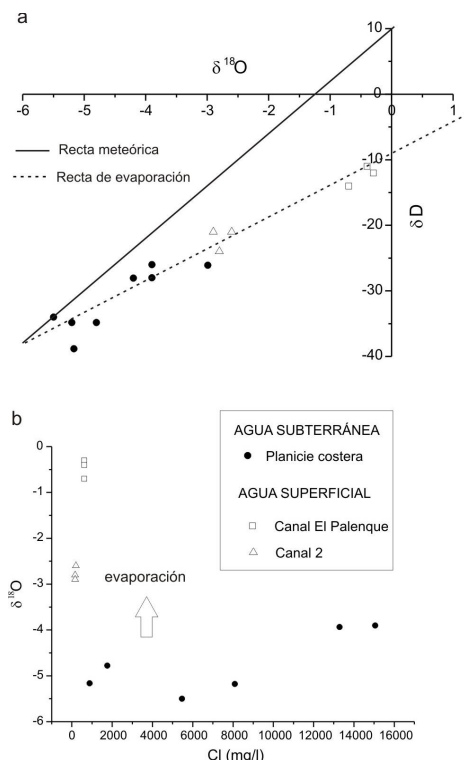 a
δ ¹⁸O
10
0
-10
-20
-30
-40
δ D
-6 -5 -4 -3 -2 -1 0 1
Recta meteórica
Recta de evaporación
b
0
-1
-2
-3
-4
-5
-6
δ ¹⁸O
evaporación
AGUA SUBTERRÁNEA
Planicie costera
AGUA SUPERFICIAL
Canal El Palenque
Canal 2
0 2000 4000 6000 8000 10000 12000 14000 16000
Cl (mg/l)